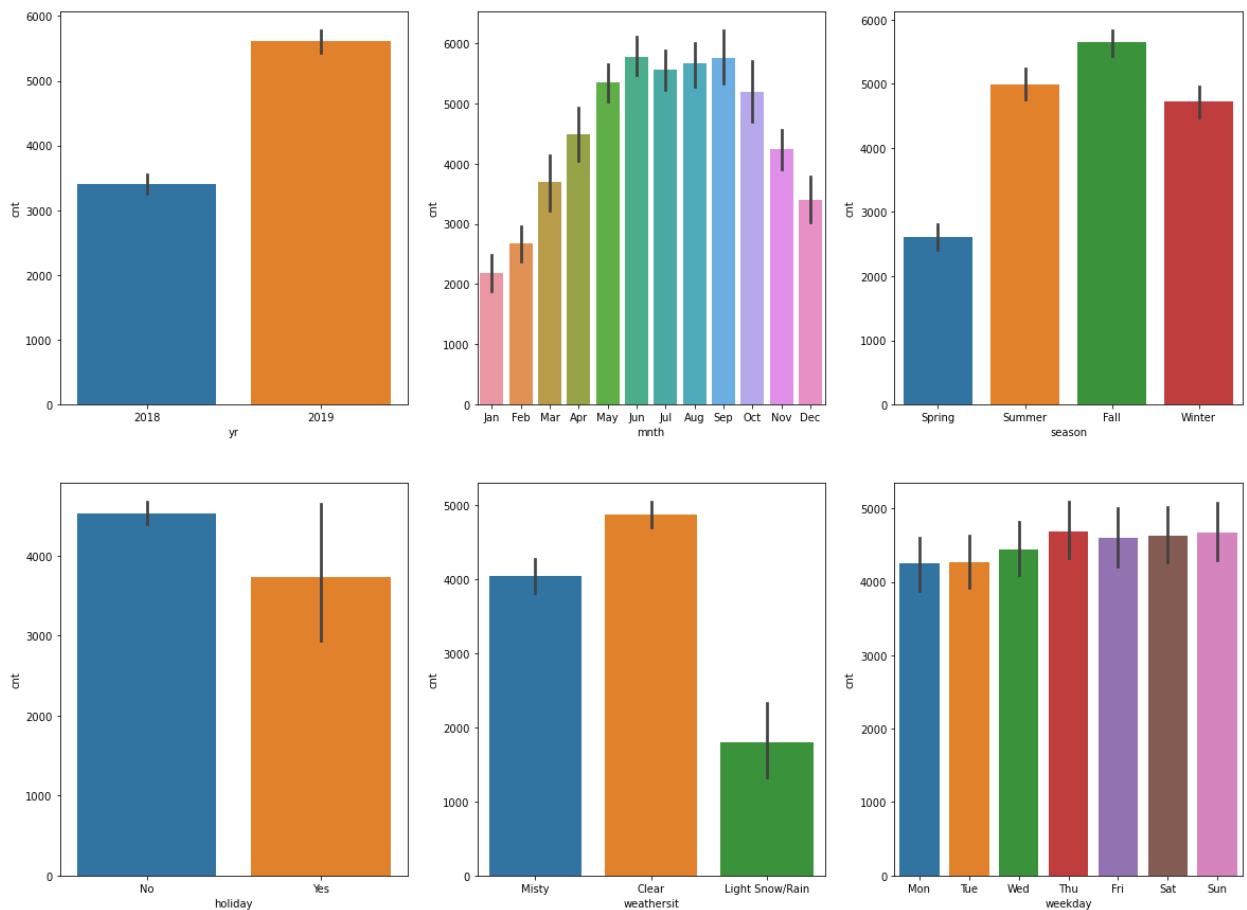 6000
5000
4000
3000
2000
1000
0
cnt
2018 2019
yr
6000
5000
4000
3000
2000
1000
0
cnt
Jan Feb Mar Apr May Jun Jul Aug Sep Oct Nov Dec
mnth
6000
5000
4000
3000
2000
1000
0
cnt
Spring Summer Fall Winter
season
4000
3000
2000
1000
0
cnt
No Yes
holiday
5000
4000
3000
2000
1000
0
cnt
Misty Clear Light Snow/Rain
weathersit
5000
4000
3000
2000
1000
0
cnt
Mon Tue Wed Thu Fri Sat Sun
weekday